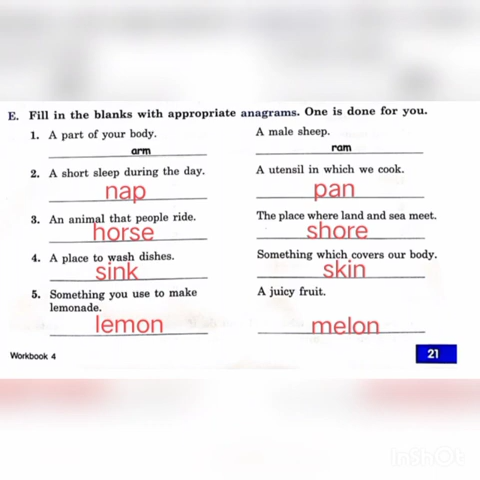 E. Fill in the blanks with appropriate anagrams. One is done for you.
1. A part of your body. A male sheep.
arm ram
2. A short sleep during the day. A utensil in which we cook.
nap pan
3. An animal that people ride. The place where land and sea meet.
horse shore
4. A place to wash dishes. Something which covers our body.
sink skin
5. Something you use to make A juicy fruit.
lemonade.
lemon melon
Workbook 4 21
InShOt